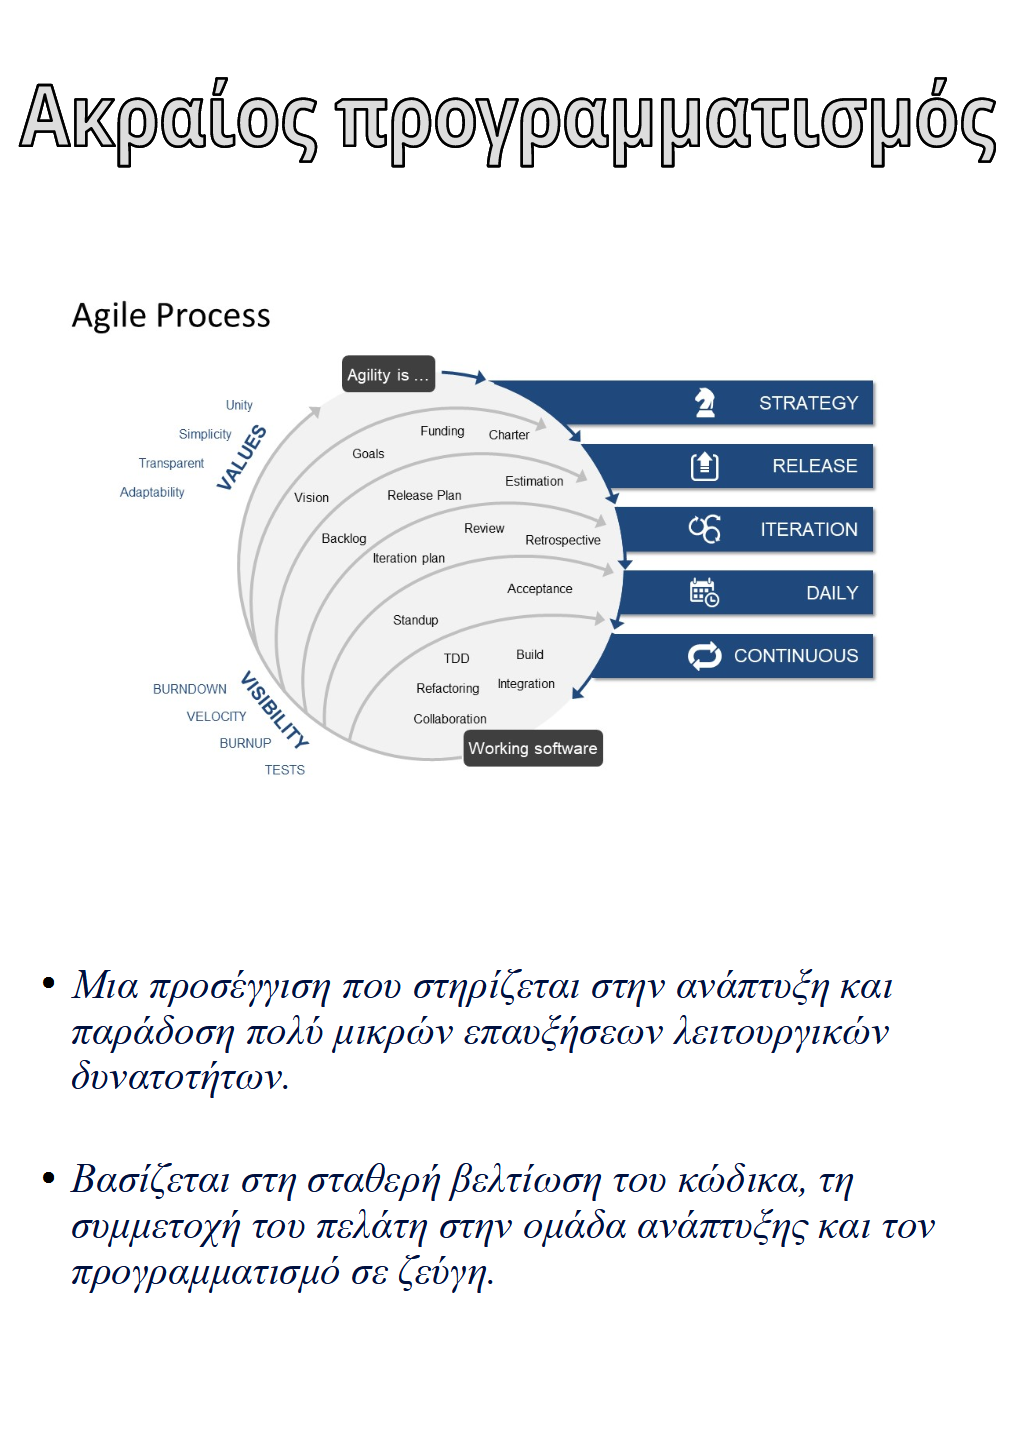 Ακραίος προγραμματισμός
Agile Process
Agility is ...
Unity
Simplicity
Transparent
Adaptability
VALUES
Funding
Charter
Goals
Vision
Release Plan
Estimation
Backlog
Review
Retrospective
Iteration plan
Acceptance
Standup
TDD
Build
Refactoring
Integration
Collaboration
STRATEGY
RELEASE
ITERATION
DAILY
CONTINUOUS
VISIBILITY
BURNDOWN
VELOCITY
BURNUP
TESTS
Working software
• Μια προσέγγιση που στηρίζεται στην ανάπτυξη και
παράδοση πολύ μικρών επαυξήσεων λειτουργικών
δυνατοτήτων.
• Βασίζεται στη σταθερή βελτίωση του κώδικα, τη
συμμετοχή του πελάτη στην ομάδα ανάπτυξης και τον
προγραμματισμό σε ζεύγη.